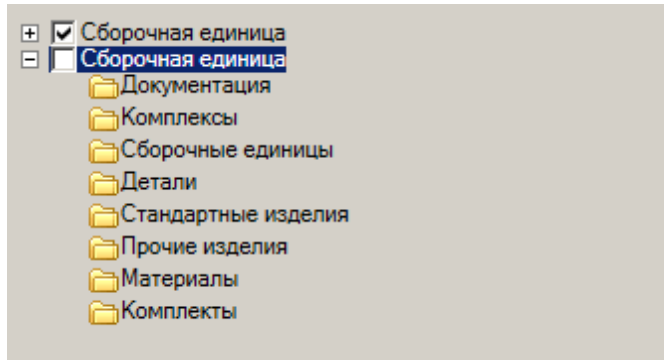 Сборочная единица
Сборочная единица
Документация
Комплексы
Сборочные единицы
Детали
Стандартные изделия
Прочие изделия
Материалы
Комплекты